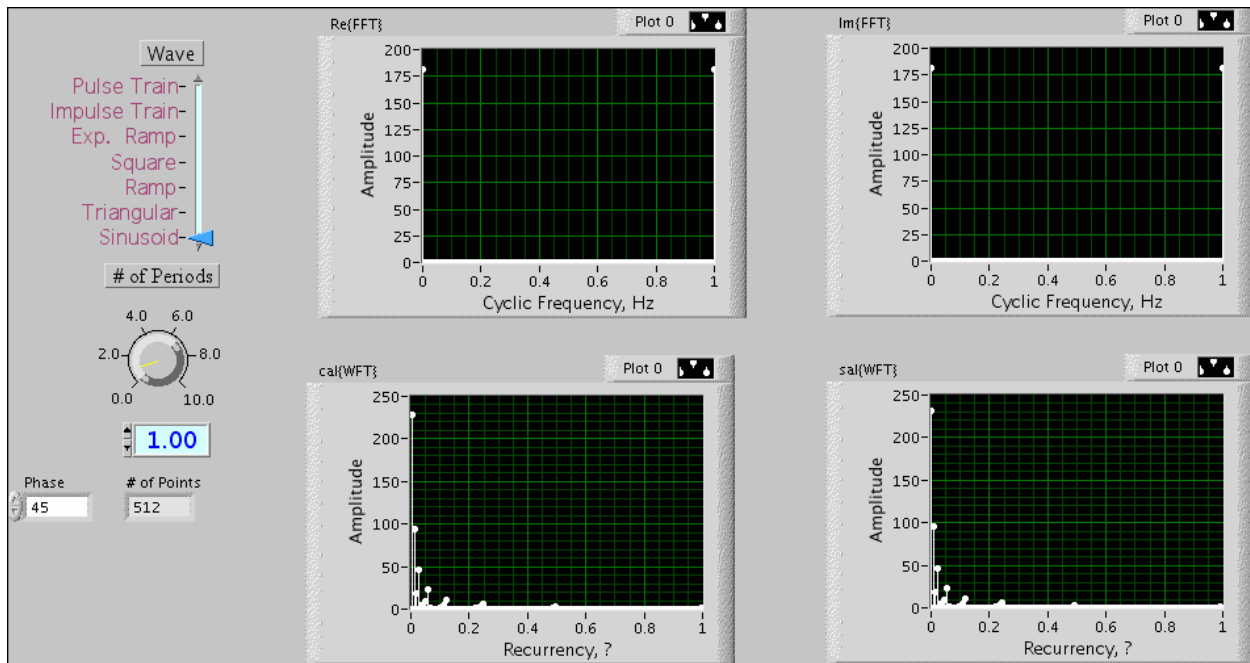 Wave
Pulse Train
Impulse Train
Exp. Ramp
Square
Ramp
Triangular
Sinusoid
# of Periods
4.0 6.0
2.0 8.0
0.0 10.0
1.00
Phase
45
# of Points
512
Re{FFT}
Plot 0
200
175
150
125
100
75
50
25
0
Amplitude
0 0.2 0.4 0.6 0.8 1
Cyclic Frequency, Hz
Im{FFT}
Plot 0
200
175
150
125
100
75
50
25
0
Amplitude
0 0.2 0.4 0.6 0.8 1
Cyclic Frequency, Hz
cal{WFT}
Plot 0
250
200
150
100
50
0
Amplitude
0 0.2 0.4 0.6 0.8 1
Recurrency, ?
sal{WFT}
Plot 0
250
200
150
100
50
0
Amplitude
0 0.2 0.4 0.6 0.8 1
Recurrency, ?